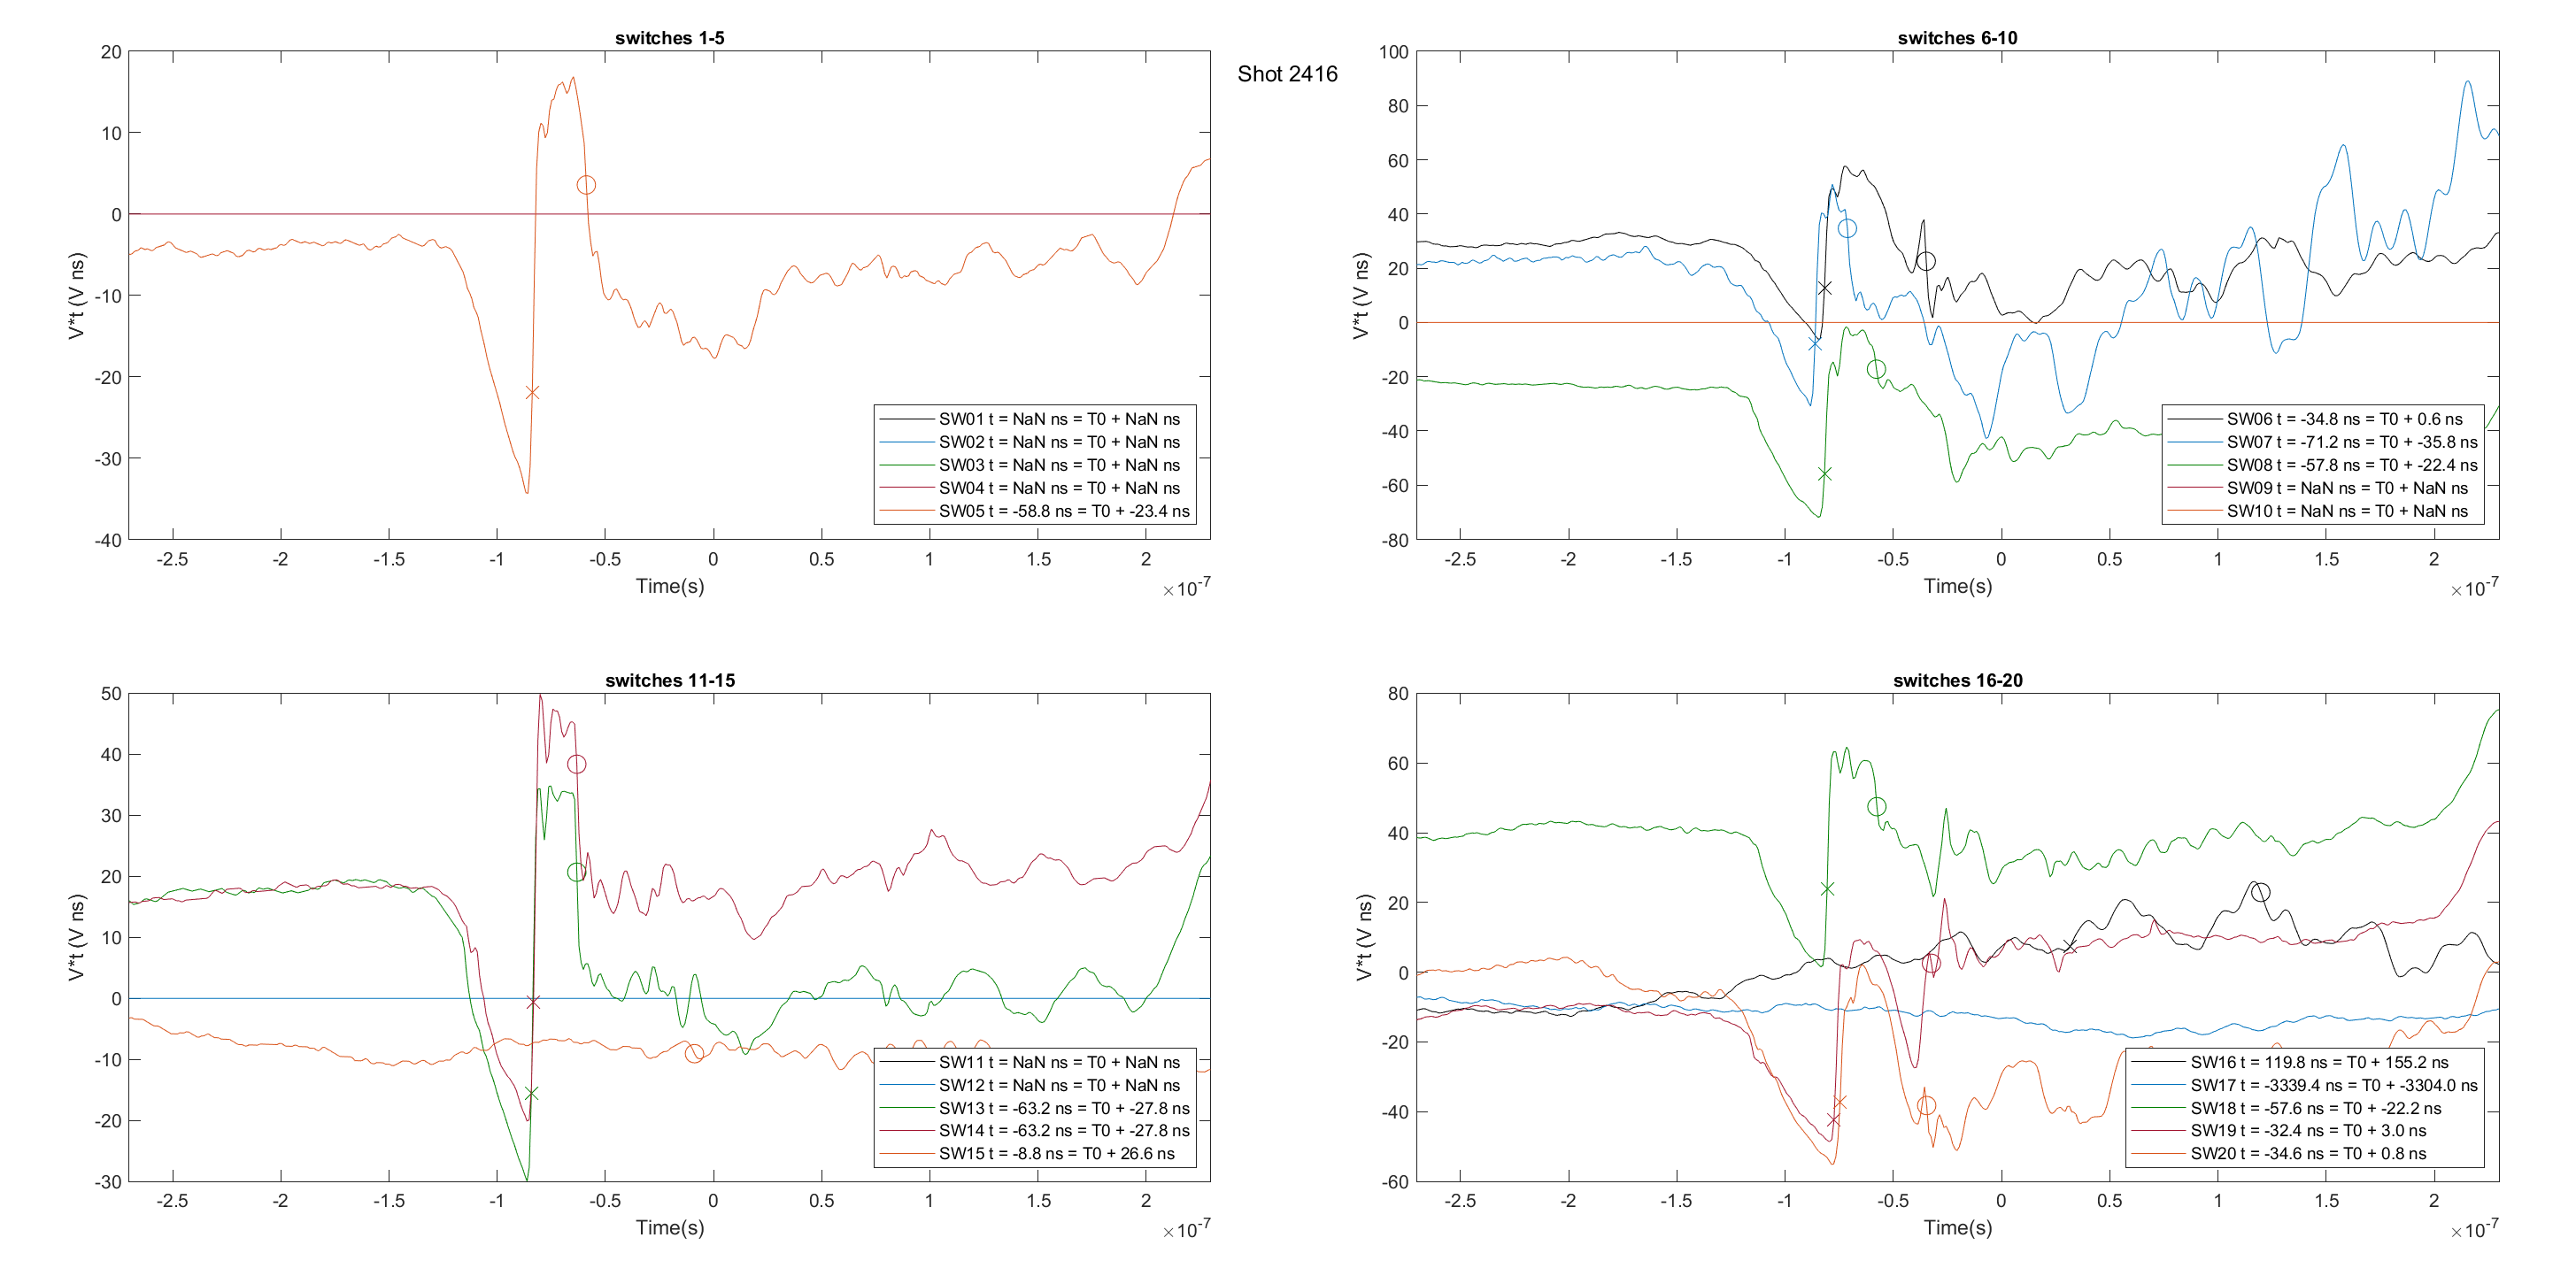 Shot 2416
switches 1-5
20
10
0
-10
-20
-30
-40
V*t (V ns)
-2.5 -2 -1.5 -1 -0.5 0 0.5 1 1.5 2
Time(s)
×10-7
SW01 t = NaN ns = T0 + NaN ns
SW02 t = NaN ns = T0 + NaN ns
SW03 t = NaN ns = T0 + NaN ns
SW04 t = NaN ns = T0 + NaN ns
SW05 t = -58.8 ns = T0 + -23.4 ns
switches 6-10
100
80
60
40
20
0
-20
-40
-60
-80
V*t (V ns)
-2.5 -2 -1.5 -1 -0.5 0 0.5 1 1.5 2
Time(s)
×10-7
SW06 t = -34.8 ns = T0 + 0.6 ns
SW07 t = -71.2 ns = T0 + -35.8 ns
SW08 t = -57.8 ns = T0 + -22.4 ns
SW09 t = NaN ns = T0 + NaN ns
SW10 t = NaN ns = T0 + NaN ns
switches 11-15
50
40
30
20
10
0
-10
-20
-30
V*t (V ns)
-2.5 -2 -1.5 -1 -0.5 0 0.5 1 1.5 2
Time(s)
×10-7
SW11 t = NaN ns = T0 + NaN ns
SW12 t = NaN ns = T0 + NaN ns
SW13 t = -63.2 ns = T0 + -27.8 ns
SW14 t = -63.2 ns = T0 + -27.8 ns
SW15 t = -8.8 ns = T0 + 26.6 ns
switches 16-20
80
60
40
20
0
-20
-40
-60
V*t (V ns)
-2.5 -2 -1.5 -1 -0.5 0 0.5 1 1.5 2
Time(s)
×10-7
SW16 t = 119.8 ns = T0 + 155.2 ns
SW17 t = -3339.4 ns = T0 + -3304.0 ns
SW18 t = -57.6 ns = T0 + -22.2 ns
SW19 t = -32.4 ns = T0 + 3.0 ns
SW20 t = -34.6 ns = T0 + 0.8 ns